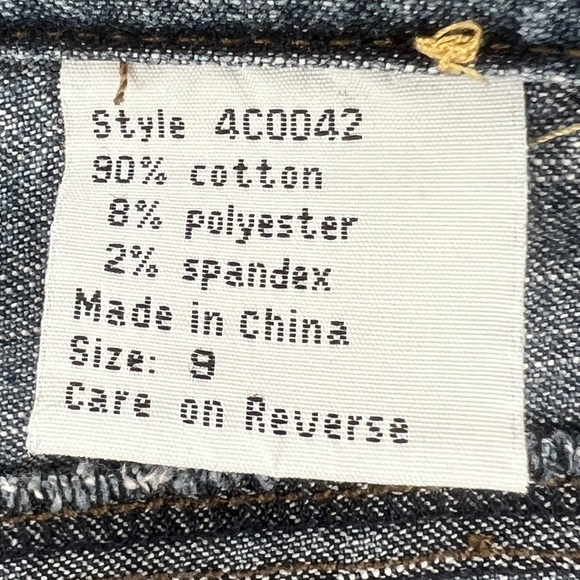 Style 4C0042
90% cotton
8% polyester
2% spandex
Made in China
Size: 9
Care on Reverse